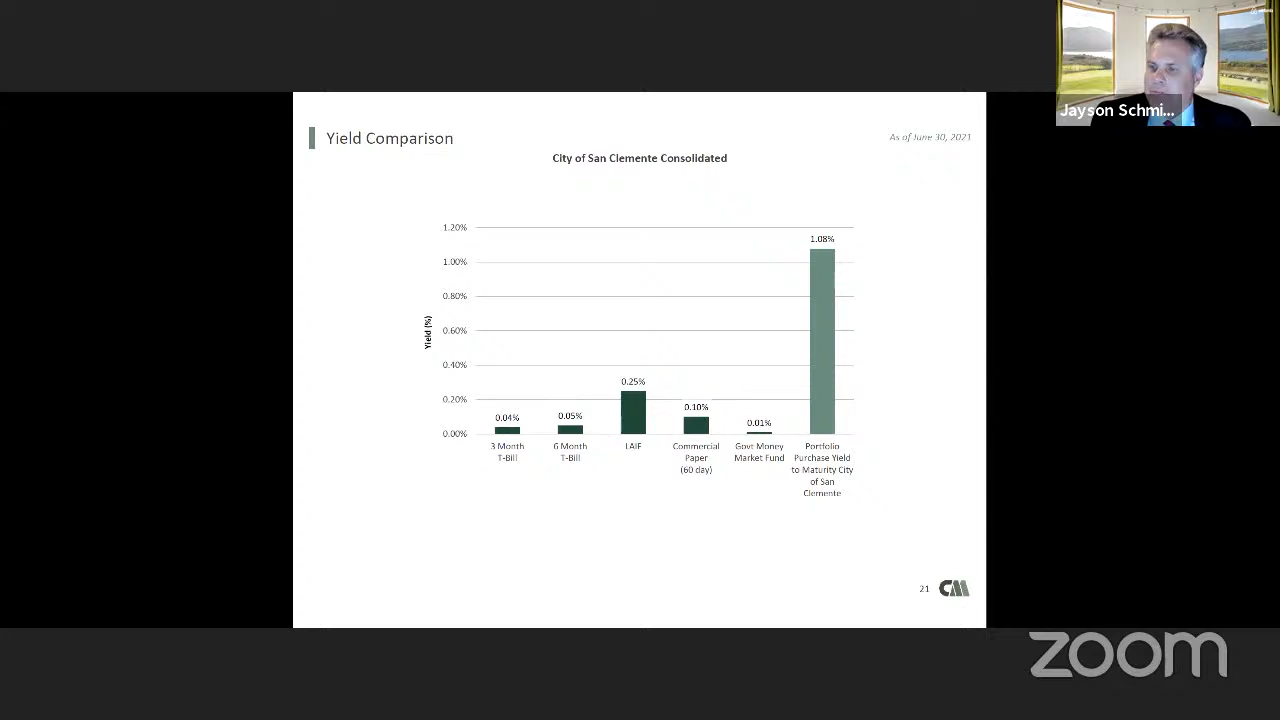 Jayson Schmi...
Yield Comparison
As of June 30, 2021
City of San Clemente Consolidated
1.20%
1.00%
0.80%
0.60%
0.40%
0.20%
0.00%
Yield (%)
0.04%
0.05%
0.25%
0.10%
0.01%
1.08%
3 Month
T-Bill
6 Month
T-Bill
LAIF
Commercial
Paper
(60 day)
Govt Money
Market Fund
Portfolio
Purchase Yield
to Maturity City
of San
Clemente
21
CM
zoom